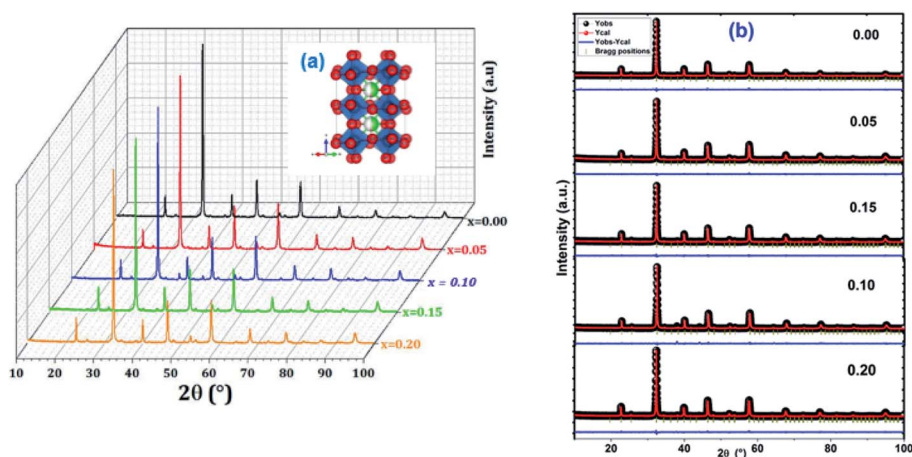 (a)
Intensity (a.u)
x=0.00
x=0.05
x = 0.10
x=0.15
x=0.20
10 20 30 40 50 60 70 80 90 100
2θ (°)
(b)
Yobs
Ycal
Yobs-Ycal
Bragg positions
0.00
0.05
0.15
0.10
0.20
Intensity (a.u.)
20 40 60 80 100
2θ (°)